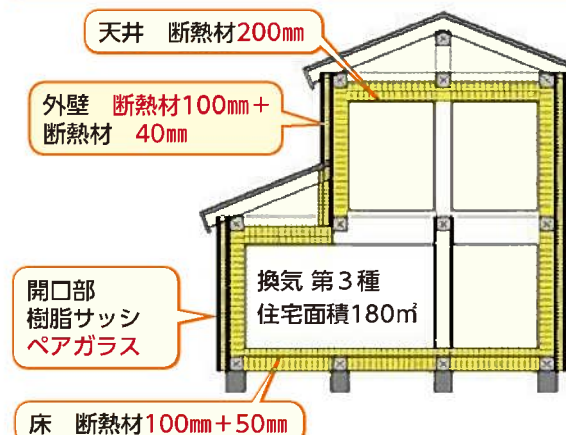 天井　断熱材200㎜
外壁　断熱材100㎜＋
断熱材　40㎜
開口部
樹脂サッシ
ペアガラス
換気 第３種
住宅面積180㎡
床　断熱材100㎜＋50㎜